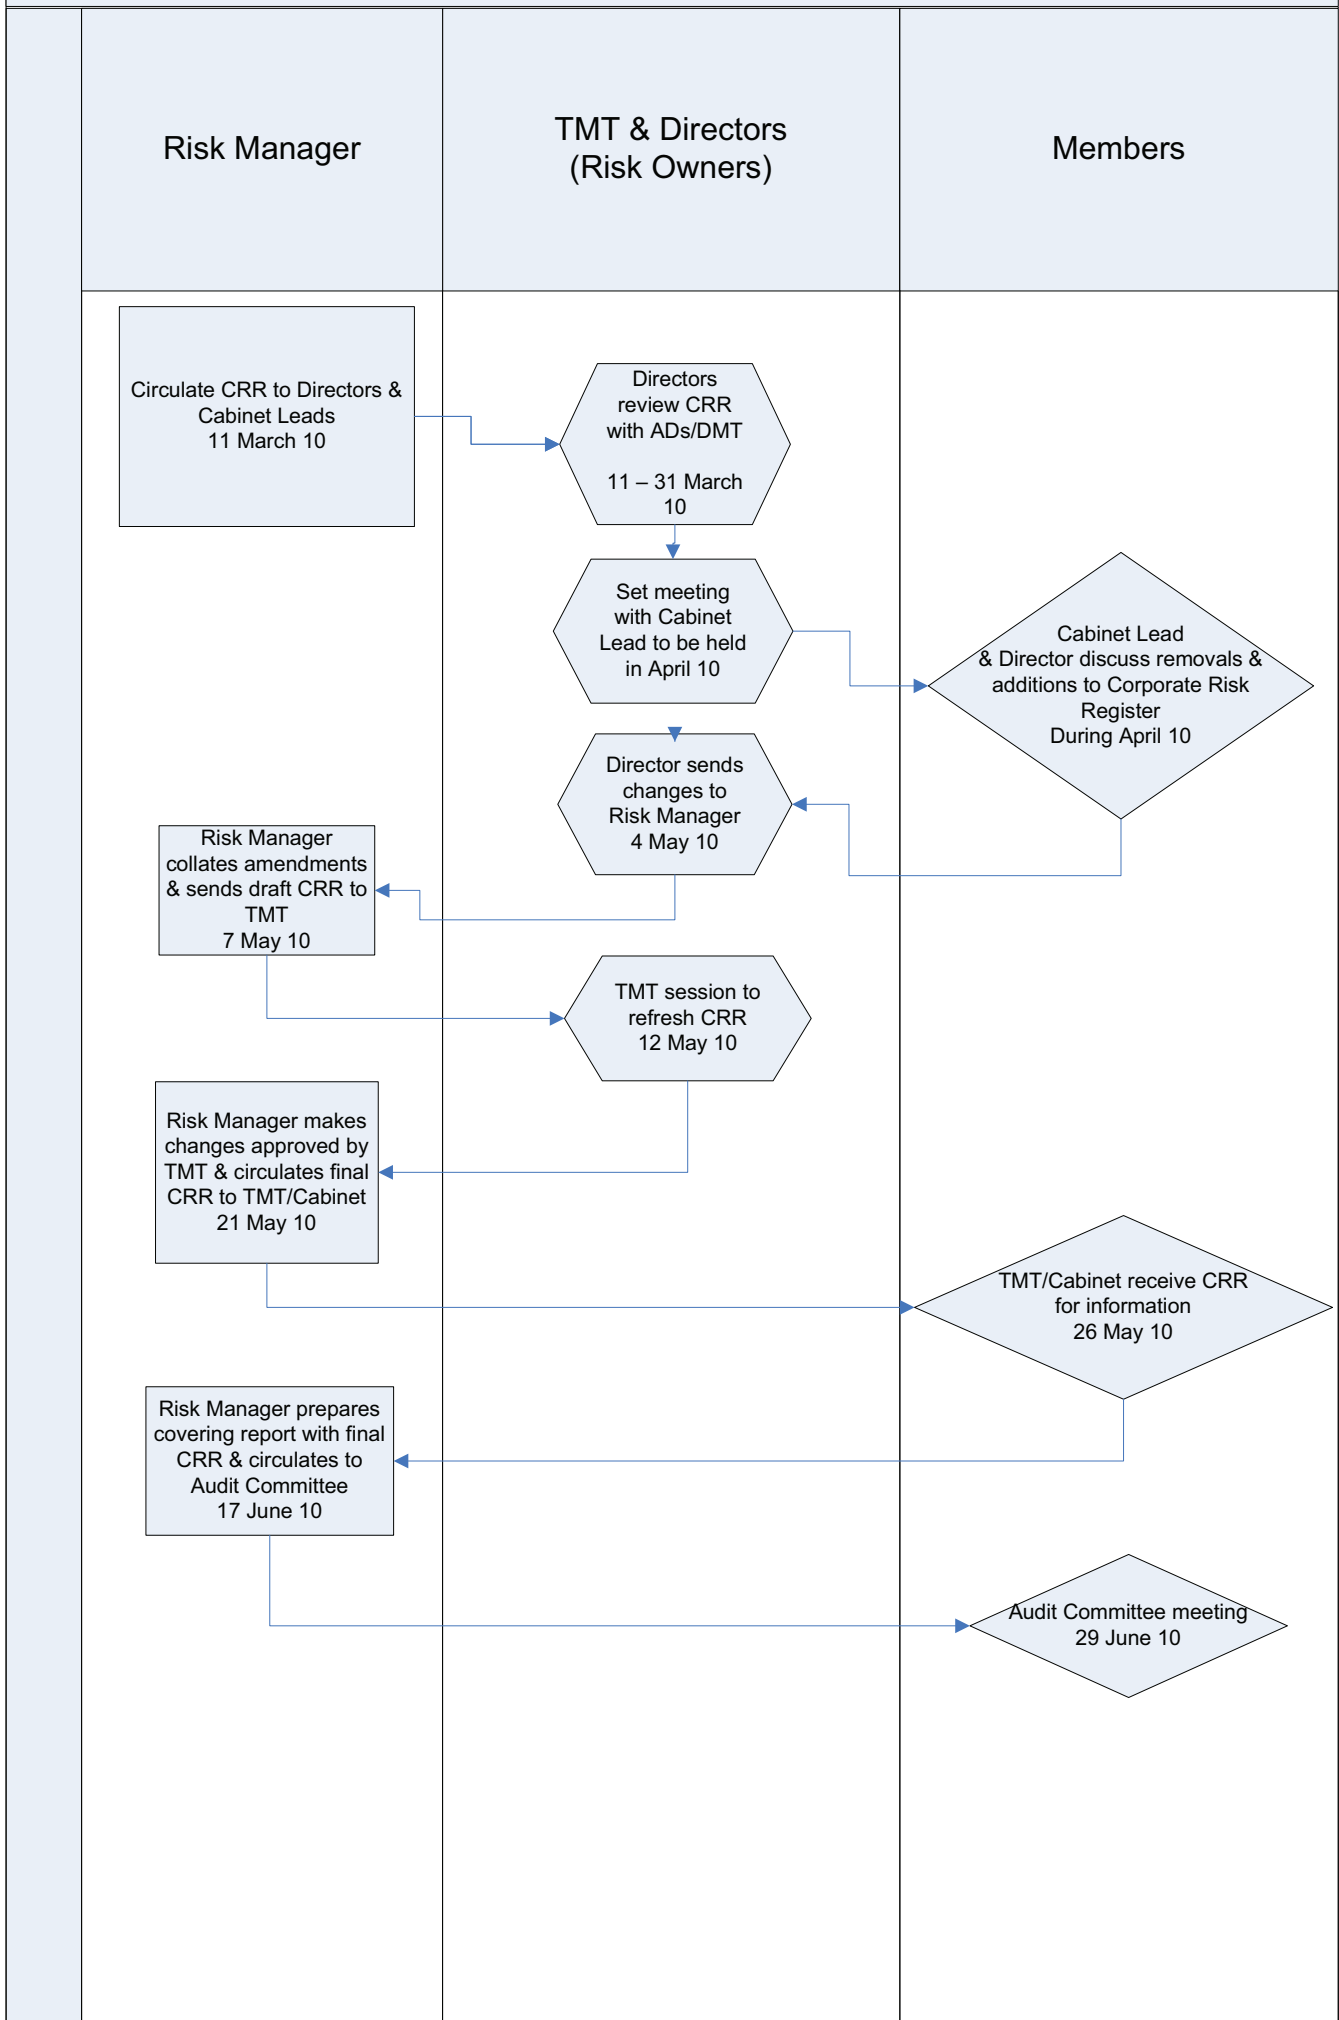 Risk Manager
TMT & Directors
(Risk Owners)
Members
Circulate CRR to Directors &
Cabinet Leads
11 March 10
Directors
review CRR
with ADs/DMT
11 – 31 March
10
Set meeting
with Cabinet
Lead to be held
in April 10
Cabinet Lead
& Director discuss removals &
additions to Corporate Risk
Register
During April 10
Director sends
changes to
Risk Manager
4 May 10
Risk Manager
collates amendments
& sends draft CRR to
TMT
7 May 10
TMT session to
refresh CRR
12 May 10
Risk Manager makes
changes approved by
TMT & circulates final
CRR to TMT/Cabinet
21 May 10
TMT/Cabinet receive CRR
for information
26 May 10
Risk Manager prepares
covering report with final
CRR & circulates to
Audit Committee
17 June 10
Audit Committee meeting
29 June 10